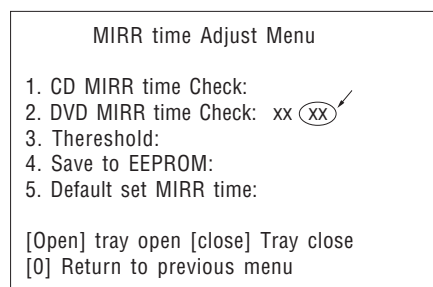 MIRR time Adjust Menu
1. CD MIRR time Check:
2. DVD MIRR time Check: xx xx
3. Thereshold:
4. Save to EEPROM:
5. Default set MIRR time:
[Open] tray open [close] Tray close
[0] Return to previous menu